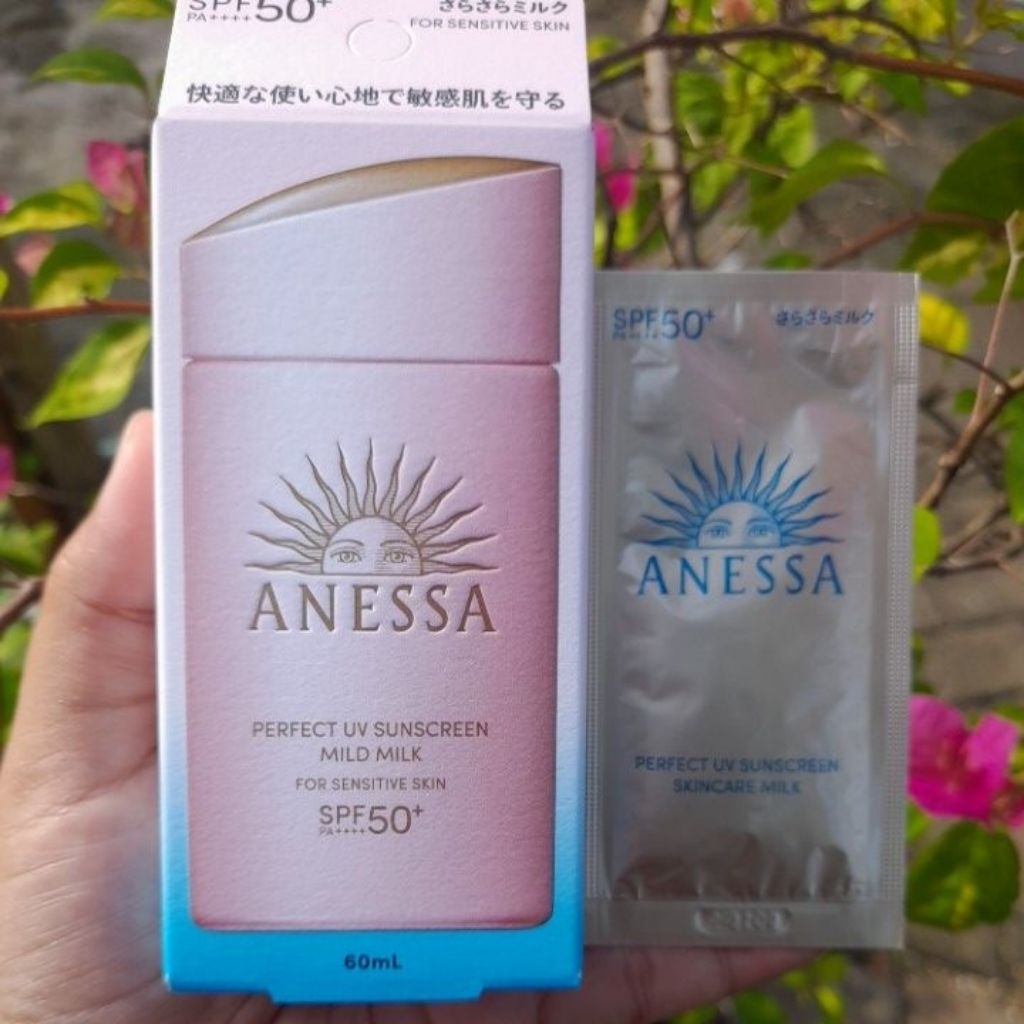 SPF50+
PA++++
さらさらミルク
FOR SENSITIVE SKIN
快適な使い心地で敏感肌を守る
ANESSA
PERFECT UV SUNSCREEN
MILD MILK
FOR SENSITIVE SKIN
SPF50+
PA++++
60mL
SPF50+
PA++++
さらさらミルク
ANESSA
PERFECT UV SUNSCREEN
SKINCARE MILK